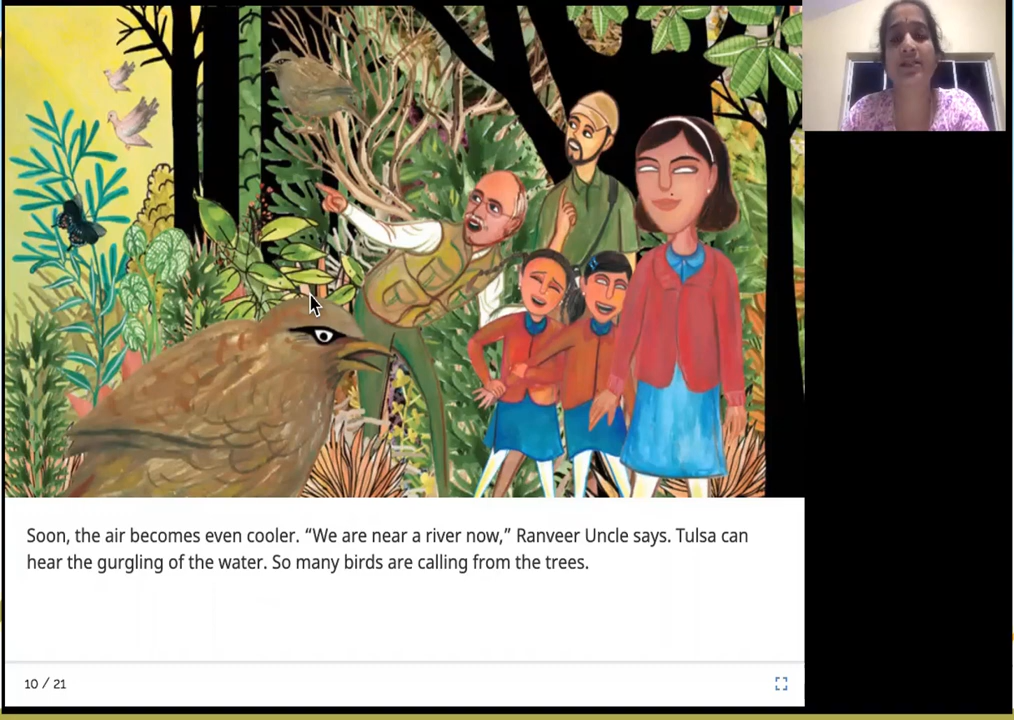 Soon, the air becomes even cooler. “We are near a river now,” Ranveer Uncle says. Tulsa can
hear the gurgling of the water. So many birds are calling from the trees.
10 / 21